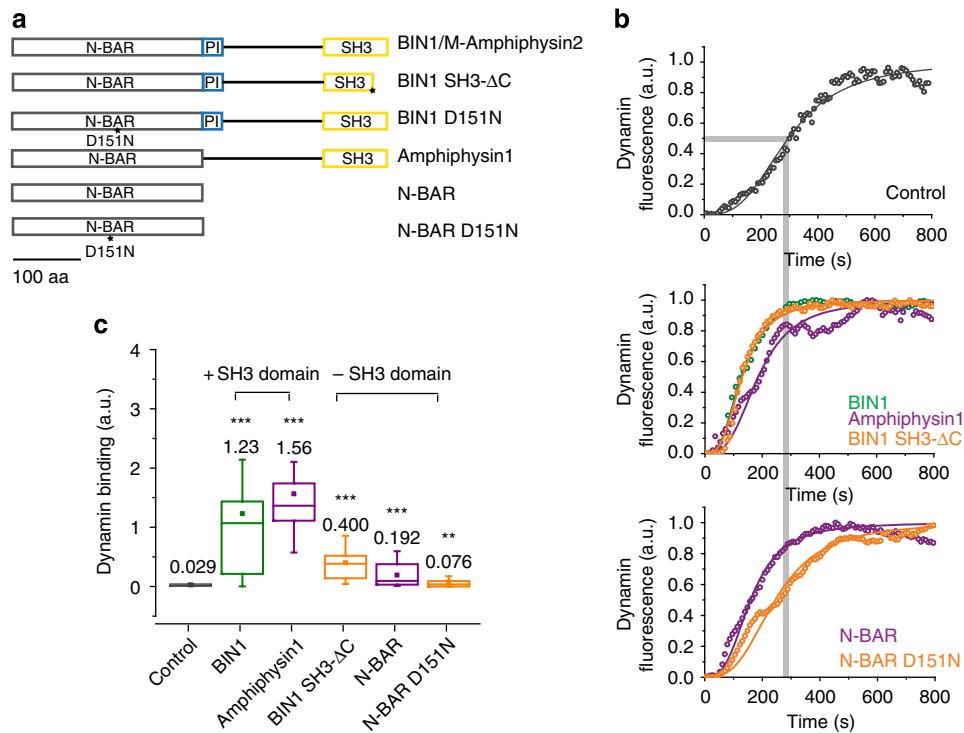 a
N-BAR PI SH3 BIN1/M-Amphiphysin2
N-BAR PI SH3 BIN1 SH3-ΔC
N-BAR PI SH3 BIN1 D151N
D151N
N-BAR SH3 Amphiphysin1
N-BAR N-BAR
N-BAR N-BAR D151N
D151N
100 aa
b
Dynamin
fluorescence (a.u.)
1.0
0.8
0.6
0.4
0.2
0.0
Control
0 200 400 600 800
Time (s)
Dynamin
fluorescence (a.u.)
1.0
0.8
0.6
0.4
0.2
0.0
BIN1
Amphiphysin1
BIN1 SH3-ΔC
0 200 400 600 800
Time (s)
Dynamin
fluorescence (a.u.)
1.0
0.8
0.6
0.4
0.2
0.0
N-BAR
N-BAR D151N
0 200 400 600 800
Time (s)
c
Dynamin binding (a.u.)
4
3
2
1
0
+ SH3 domain – SH3 domain
*** *** *** *** **
0.029 1.23 1.56 0.400 0.192 0.076
Control BIN1 Amphiphysin1 BIN1 SH3-ΔC N-BAR N-BAR D151N